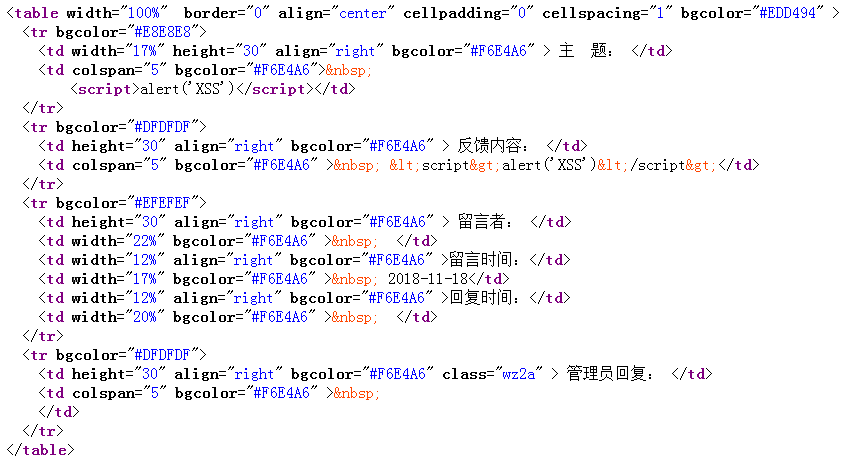 <table width="100%"  border="0" align="center" cellpadding="0" cellspacing="1" bgcolor="#EDD494" >
  <tr bgcolor="#E8E8E8">
    <td width="17%" height="30" align="right" bgcolor="#F6E4A6" > 主　题： </td>
    <td colspan="5" bgcolor="#F6E4A6">&nbsp;
        <script>alert('XSS')</script></td>
  </tr>
  <tr bgcolor="#DFDFDF">
    <td height="30" align="right" bgcolor="#F6E4A6" > 反馈内容： </td>
    <td colspan="5" bgcolor="#F6E4A6" >&nbsp; &lt;script&gt;alert('XSS')&lt;/script&gt;</td>
  </tr>
  <tr bgcolor="#EFEFEF">
    <td height="30" align="right" bgcolor="#F6E4A6" > 留言者： </td>
    <td width="22%" bgcolor="#F6E4A6" >&nbsp;  </td>
    <td width="12%" align="right" bgcolor="#F6E4A6" >留言时间：</td>
    <td width="17%" bgcolor="#F6E4A6" >&nbsp; 2018-11-18</td>
    <td width="12%" align="right" bgcolor="#F6E4A6" >回复时间：</td>
    <td width="20%" bgcolor="#F6E4A6" >&nbsp;  </td>
  </tr>
  <tr bgcolor="#DFDFDF">
    <td height="30" align="right" bgcolor="#F6E4A6" class="wz2a" > 管理员回复： </td>
    <td colspan="5" bgcolor="#F6E4A6" >&nbsp;
    </td>
  </tr>
</table>